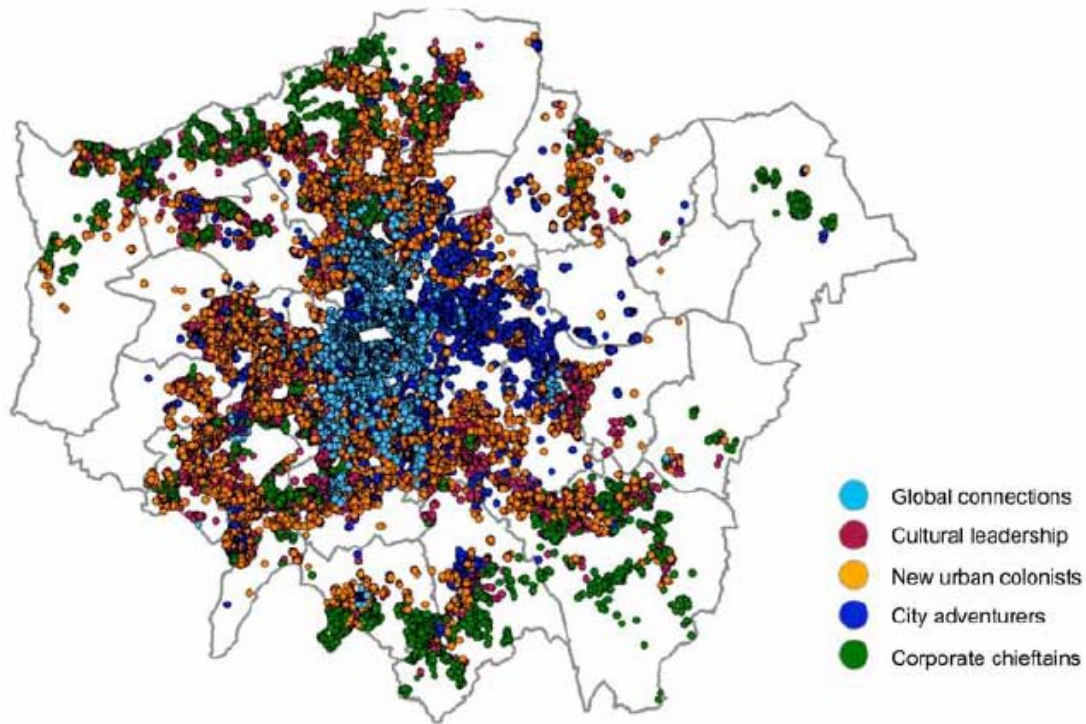 Global connections
Cultural leadership
New urban colonists
City adventurers
Corporate chieftains